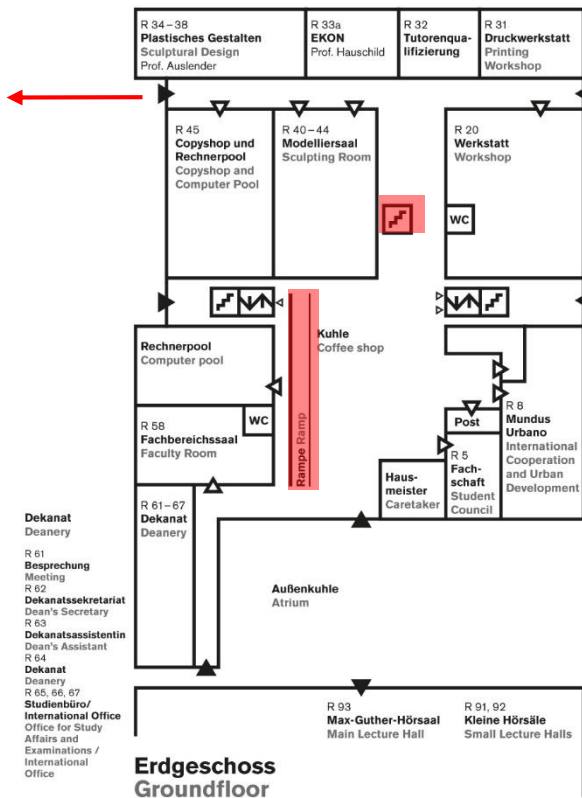 R 34–38
Plastisches Gestalten
Sculptural Design
Prof. Auslender
R 33a
EKON
Prof. Hauschild
R 32
Tutorenqua-
lifizierung
R 31
Druckwerkstatt
Printing
Workshop
R 45
Copyshop und
Rechnerpool
Copyshop and
Computer Pool
R 40–44
Modelliersaal
Sculpting Room
R 20
Werkstatt
Workshop
WC
Rechnerpool
Computer pool
Kuhle
Coffee shop
Rampe Ramp
R 58
Fachbereichssaal
Faculty Room
WC
Post
R 8
Mundus
Urbano
International
Cooperation
and Urban
Development
R 5
Fach-
schaft
Student
Council
Haus-
meister
Caretaker
R 61–67
Dekanat
Deanery
Dekanat
Deanery
R 61
Besprechung
Meeting
R 62
Dekanatssekretariat
Dean's Secretary
R 63
Dekanatsassistentin
Dean's Assistant
R 64
Dekanat
Deanery
R 65, 66, 67
Studienbüro/
International Office
Office for Study
Affairs and
Examinations /
International
Office
Außenkuhle
Atrium
R 93
Max-Guther-Hörsaal
Main Lecture Hall
R 91, 92
Kleine Hörsäle
Small Lecture Halls
Erdgeschoss
Groundfloor